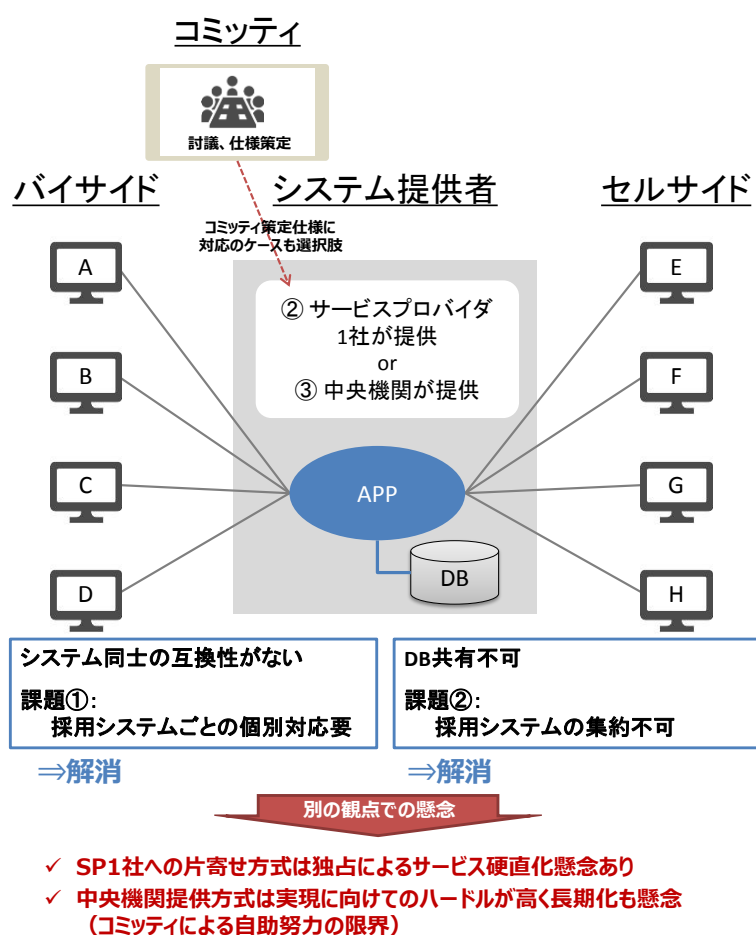 コミッティ
討議、仕様策定
バイサイド
システム提供者
セルサイド
コミッティ策定仕様に
対応のケースも選択肢
A
B
C
D
② サービスプロバイダ
1社が提供
or
③ 中央機関が提供
APP
DB
E
F
G
H
システム同士の互換性がない
課題①：
採用システムごとの個別対応要
⇒解消
DB共有不可
課題②：
採用システムの集約不可
⇒解消
別の観点での懸念
✓ SP1社への片寄せ方式は独占によるサービス硬直化懸念あり
✓ 中央機関提供方式は実現に向けてのハードルが高く長期化も懸念
（コミッティによる自助努力の限界）